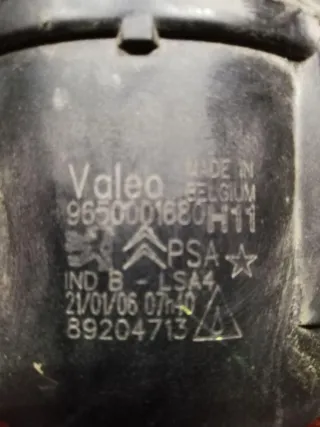 Valeo MADE IN BELGIUM
9650001680 H11
PSA
IND B - LSA4
21/01/06 07h40
89204713